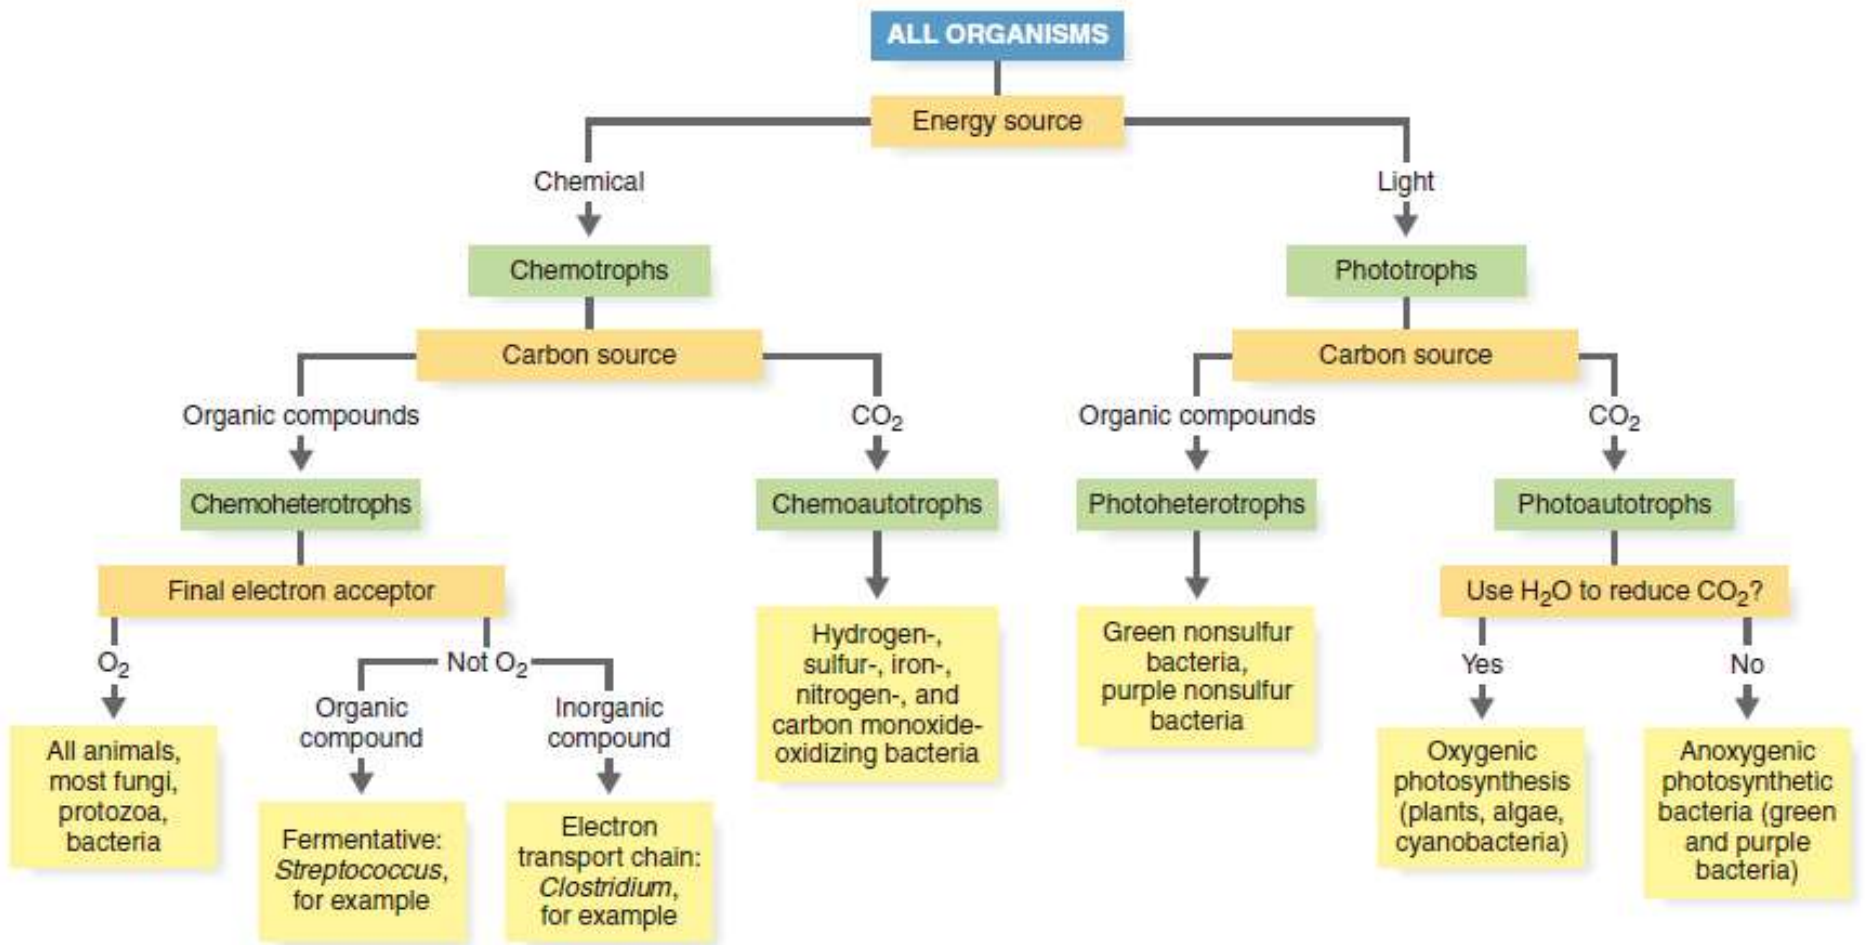 ALL ORGANISMS
Energy source
Chemical
Light
Chemotrophs
Phototrophs
Carbon source
Carbon source
Organic compounds
CO₂
Organic compounds
CO₂
Chemoheterotrophs
Chemoautotrophs
Photoheterotrophs
Photoautotrophs
Final electron acceptor
Use H₂O to reduce CO₂?
O₂
Not O₂
Organic
compound
Inorganic
compound
Yes
No
All animals,
most fungi,
protozoa,
bacteria
Fermentative:
Streptococcus,
for example
Electron
transport chain:
Clostridium,
for example
Hydrogen-,
sulfur-, iron-,
nitrogen-, and
carbon monoxide-
oxidizing bacteria
Green nonsulfur
bacteria,
purple nonsulfur
bacteria
Oxygenic
photosynthesis
(plants, algae,
cyanobacteria)
Anoxygenic
photosynthetic
bacteria (green
and purple
bacteria)